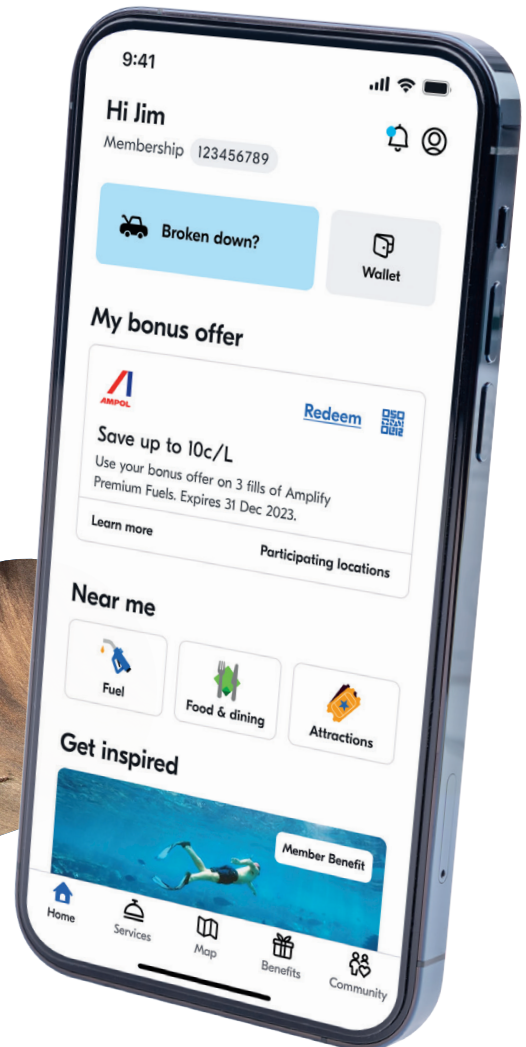 9:41
Hi Jim
Membership 123456789
Broken down?
Wallet
My bonus offer
AMPOL
Redeem
Save up to 10c/L
Use your bonus offer on 3 fills of Amplify
Premium Fuels. Expires 31 Dec 2023.
Learn more
Participating locations
Near me
Fuel
Food & dining
Attractions
Get inspired
Member Benefit
Home
Services
Map
Benefits
Community